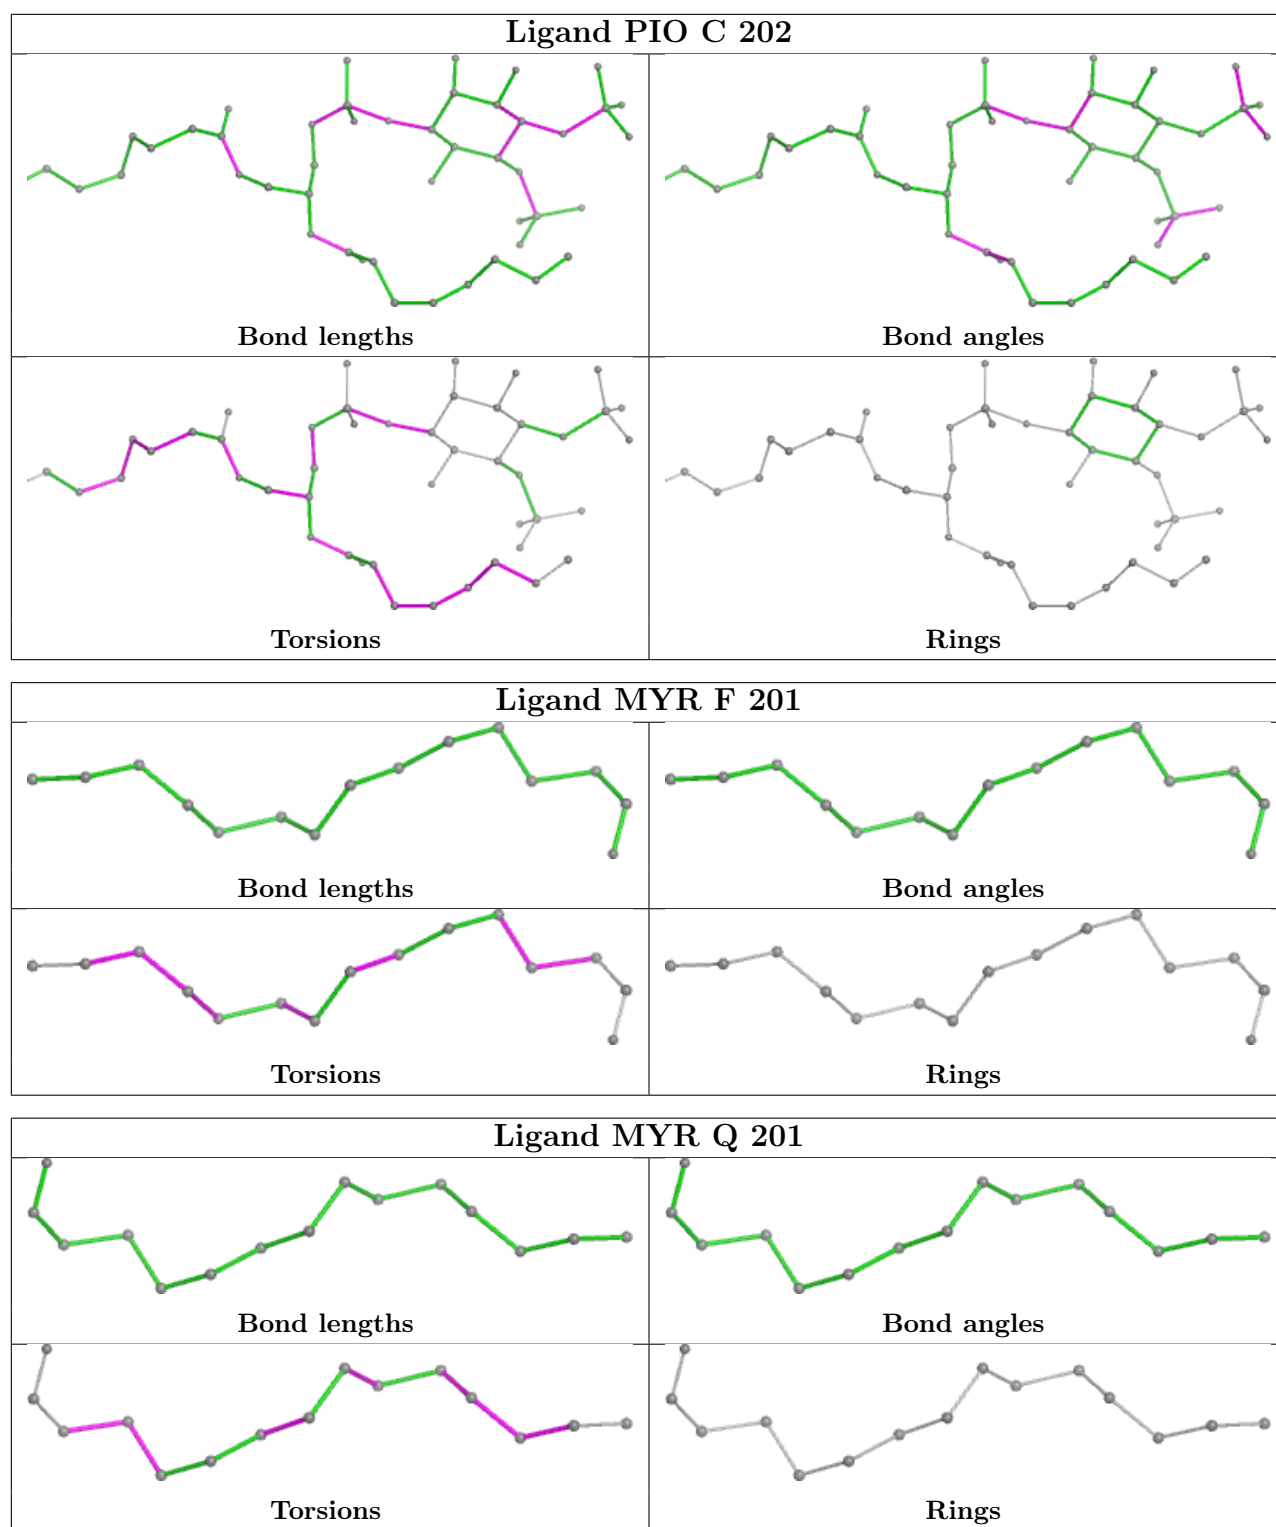 Ligand PIO C 202
Bond lengths
Bond angles
Torsions
Rings
Ligand MYR F 201
Bond lengths
Bond angles
Torsions
Rings
Ligand MYR Q 201
Bond lengths
Bond angles
Torsions
Rings